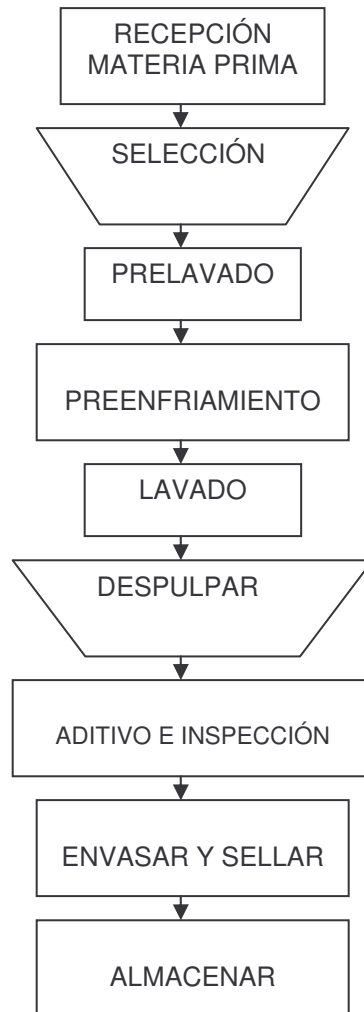 RECEPCIÓN
MATERIA PRIMA
SELECCIÓN
PRELAVADO
PREENFRIAMIENTO
LAVADO
DESPULPAR
ADITIVO E INSPECCIÓN
ENVASAR Y SELLAR
ALMACENAR